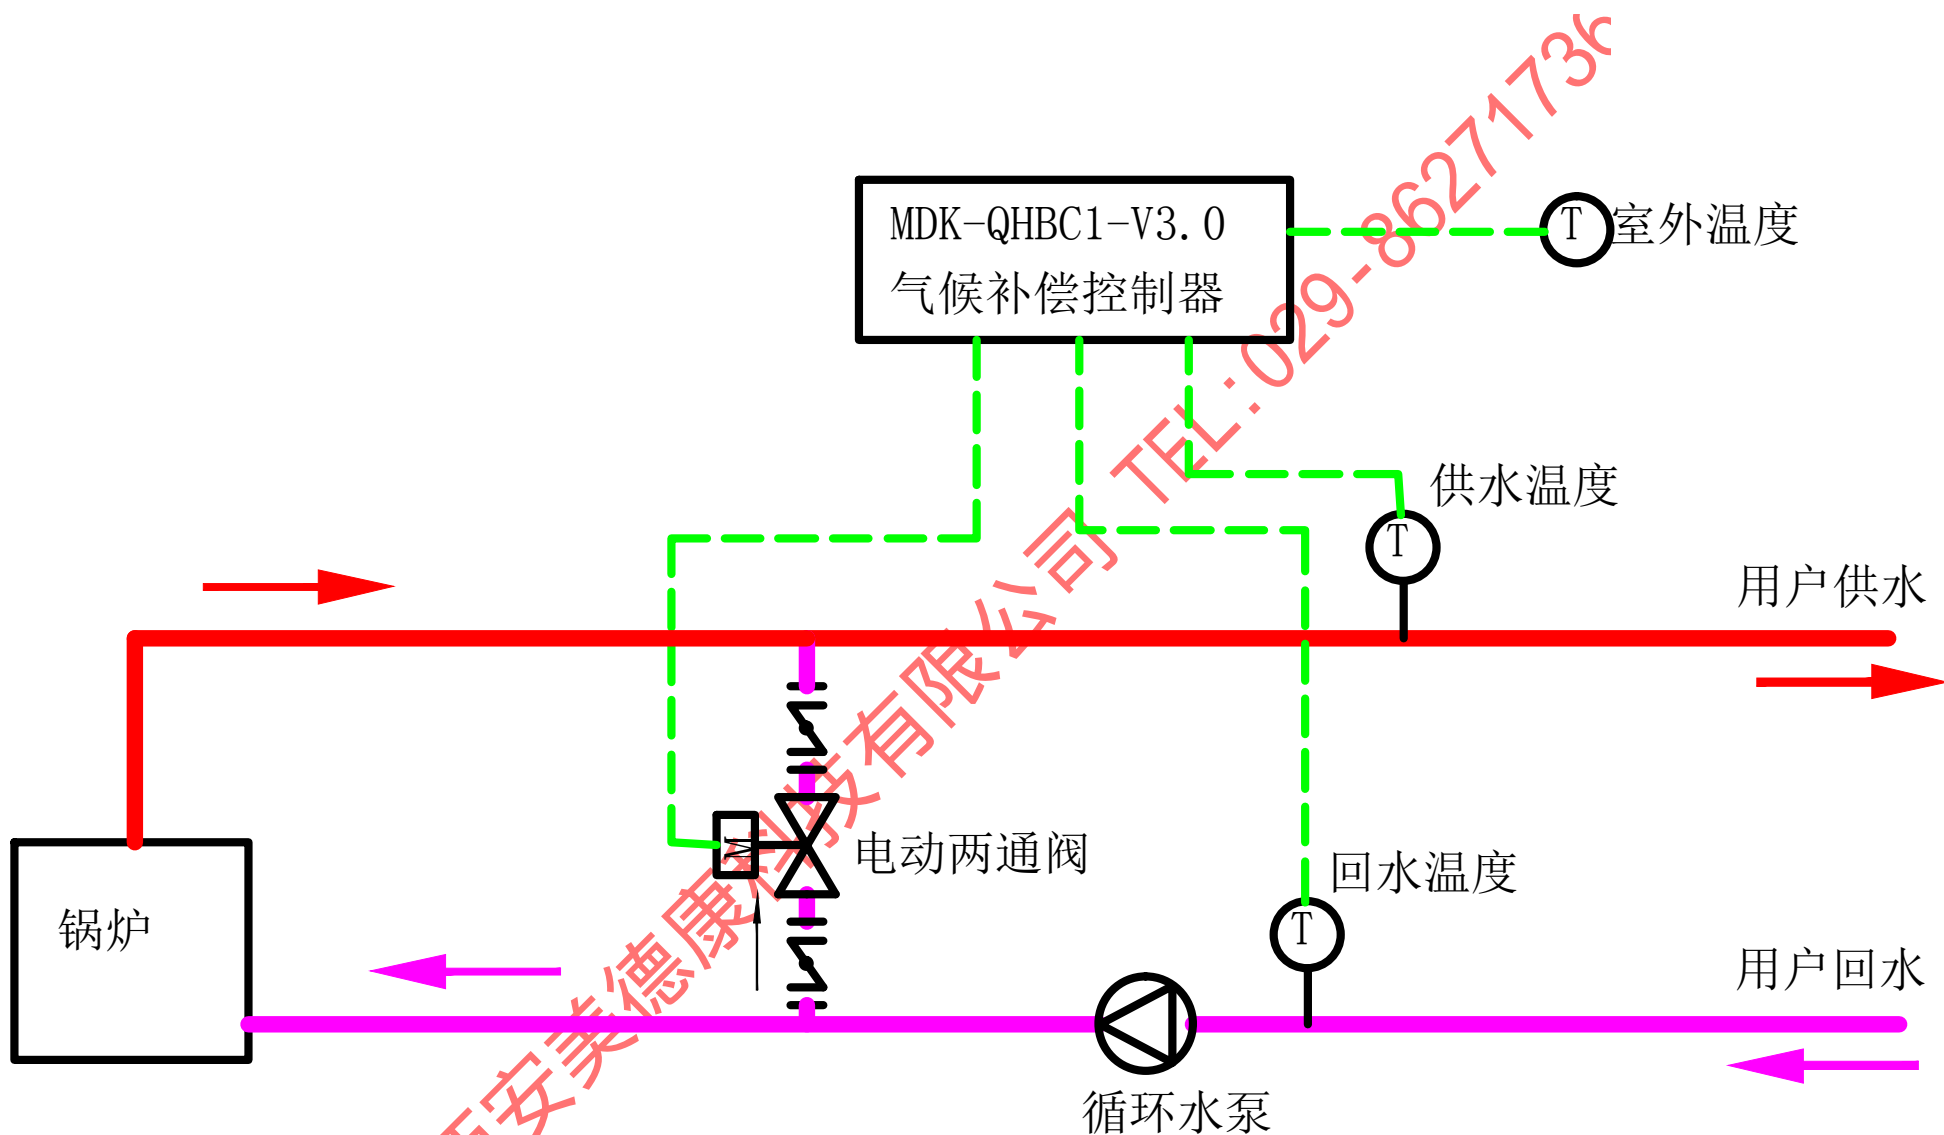 MDK-QHBC1-V3.0
气候补偿控制器
T
室外温度
供水温度
T
用户供水
电动两通阀
回水温度
T
锅炉
用户回水
循环水泵
安美德康科技有限公司 TEL:029-8627173